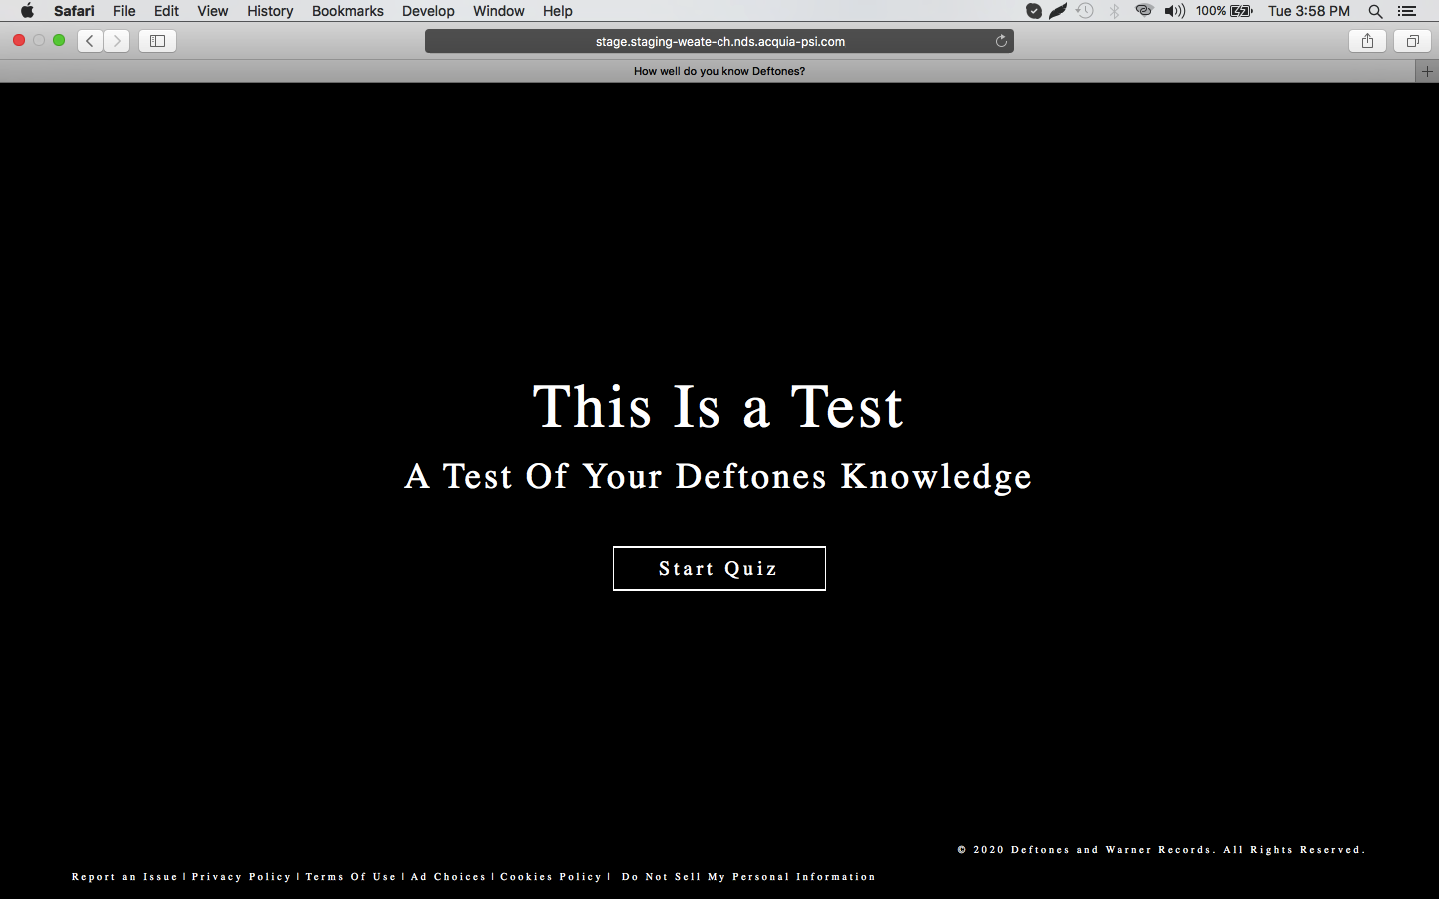 Safari File Edit View History Bookmarks Develop Window Help 100% Tue 3:58 PM
stage.staging-weate-ch.nds.acquia-psi.com
How well do you know Deftones?
This Is a Test
A Test Of Your Deftones Knowledge
Start Quiz
© 2020 Deftones and Warner Records. All Rights Reserved.
Report an Issue | Privacy Policy | Terms Of Use | Ad Choices | Cookies Policy | Do Not Sell My Personal Information